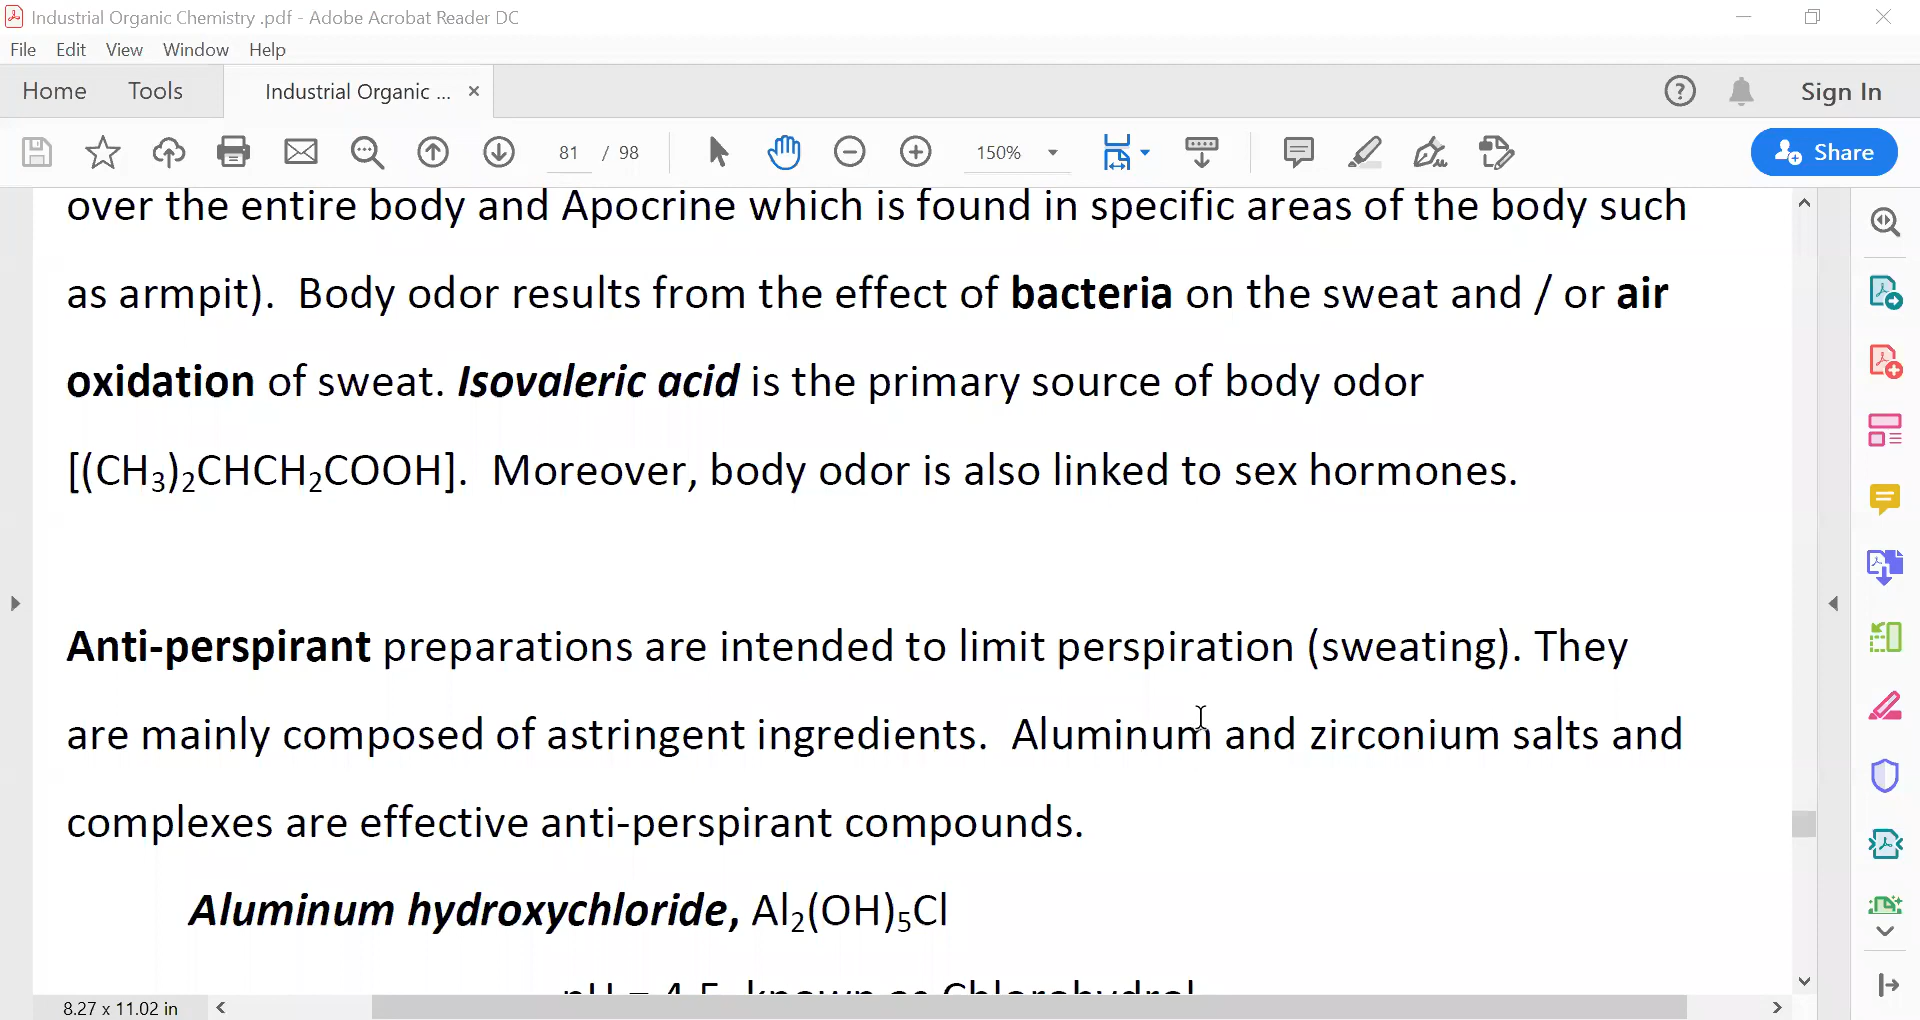 Industrial Organic Chemistry .pdf - Adobe Acrobat Reader DC
File Edit View Window Help
Home Tools Industrial Organic ... × Sign In
81 / 98 150% Share
over the entire body and Apocrine which is found in specific areas of the body such
as armpit). Body odor results from the effect of bacteria on the sweat and / or air
oxidation of sweat. Isovaleric acid is the primary source of body odor
[(CH₃)₂CHCH₂COOH]. Moreover, body odor is also linked to sex hormones.
Anti-perspirant preparations are intended to limit perspiration (sweating). They
are mainly composed of astringent ingredients. Aluminum and zirconium salts and
complexes are effective anti-perspirant compounds.
Aluminum hydroxychloride, Al₂(OH)₅Cl
pH = 4.5, known as Chlorohydrol
8.27 x 11.02 in